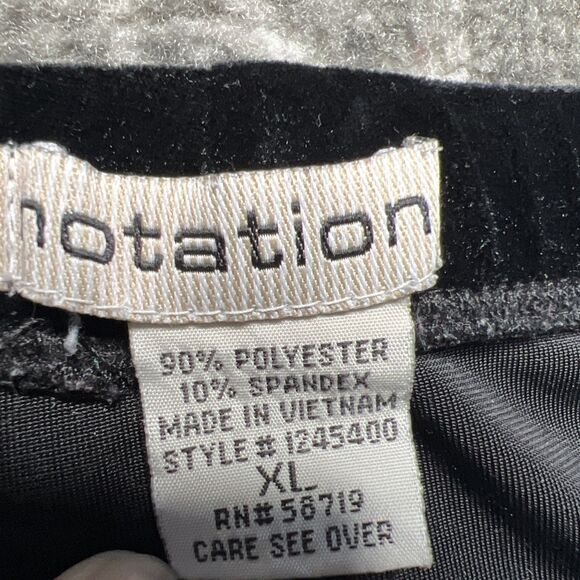 notation
90% POLYESTER
10% SPANDEX
MADE IN VIETNAM
STYLE # 1245400
XL
RN# 58719
CARE SEE OVER